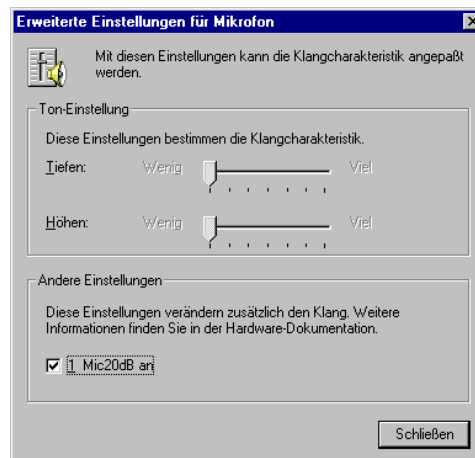 Erweiterte Einstellungen für Mikrofon
Mit diesen Einstellungen kann die Klangcharakteristik angepaßt
werden.
Ton-Einstellung
Diese Einstellungen bestimmen die Klangcharakteristik.
Tiefen: Wenig Viel
Höhen: Wenig Viel
Andere Einstellungen
Diese Einstellungen verändern zusätzlich den Klang. Weitere
Informationen finden Sie in der Hardware-Dokumentation.
1 Mic20dB an
Schließen